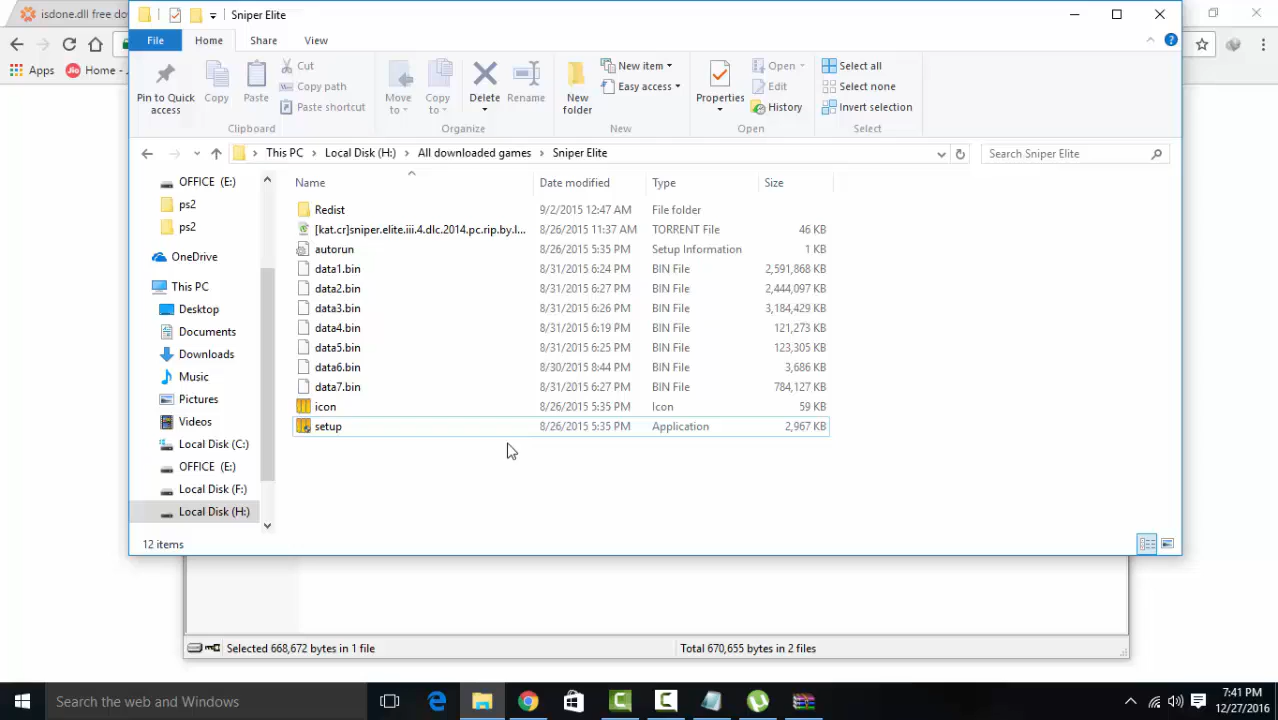 isdone.dll free do
Sniper Elite
File
Home
Share
View
Apps
Home -
Pin to Quick access
Copy
Paste
Cut
Copy path
Paste shortcut
Clipboard
Move to
Copy to
Delete
Rename
Organize
New folder
New item
Easy access
New
Properties
Open
Edit
History
Open
Select all
Select none
Invert selection
Select
This PC > Local Disk (H:) > All downloaded games > Sniper Elite
Search Sniper Elite
Name Date modified Type Size
Redist 9/2/2015 12:47 AM File folder
[kat.cr]sniper.elite.iii.4.dlc.2014.pc.rip.by.l... 8/26/2015 11:37 AM TORRENT File 46 KB
autorun 8/26/2015 5:35 PM Setup Information 1 KB
data1.bin 8/31/2015 6:24 PM BIN File 2,591,868 KB
data2.bin 8/31/2015 6:27 PM BIN File 2,444,097 KB
data3.bin 8/31/2015 6:26 PM BIN File 3,184,429 KB
data4.bin 8/31/2015 6:19 PM BIN File 121,273 KB
data5.bin 8/31/2015 6:25 PM BIN File 123,305 KB
data6.bin 8/30/2015 8:44 PM BIN File 3,686 KB
data7.bin 8/31/2015 6:27 PM BIN File 784,127 KB
icon 8/26/2015 5:35 PM Icon 59 KB
setup 8/26/2015 5:35 PM Application 2,967 KB
OFFICE (E:)
ps2
ps2
OneDrive
This PC
Desktop
Documents
Downloads
Music
Pictures
Videos
Local Disk (C:)
OFFICE (E:)
Local Disk (F:)
Local Disk (H:)
12 items
Selected 668,672 bytes in 1 file
Total 670,655 bytes in 2 files
Search the web and Windows
7:41 PM
12/27/2016